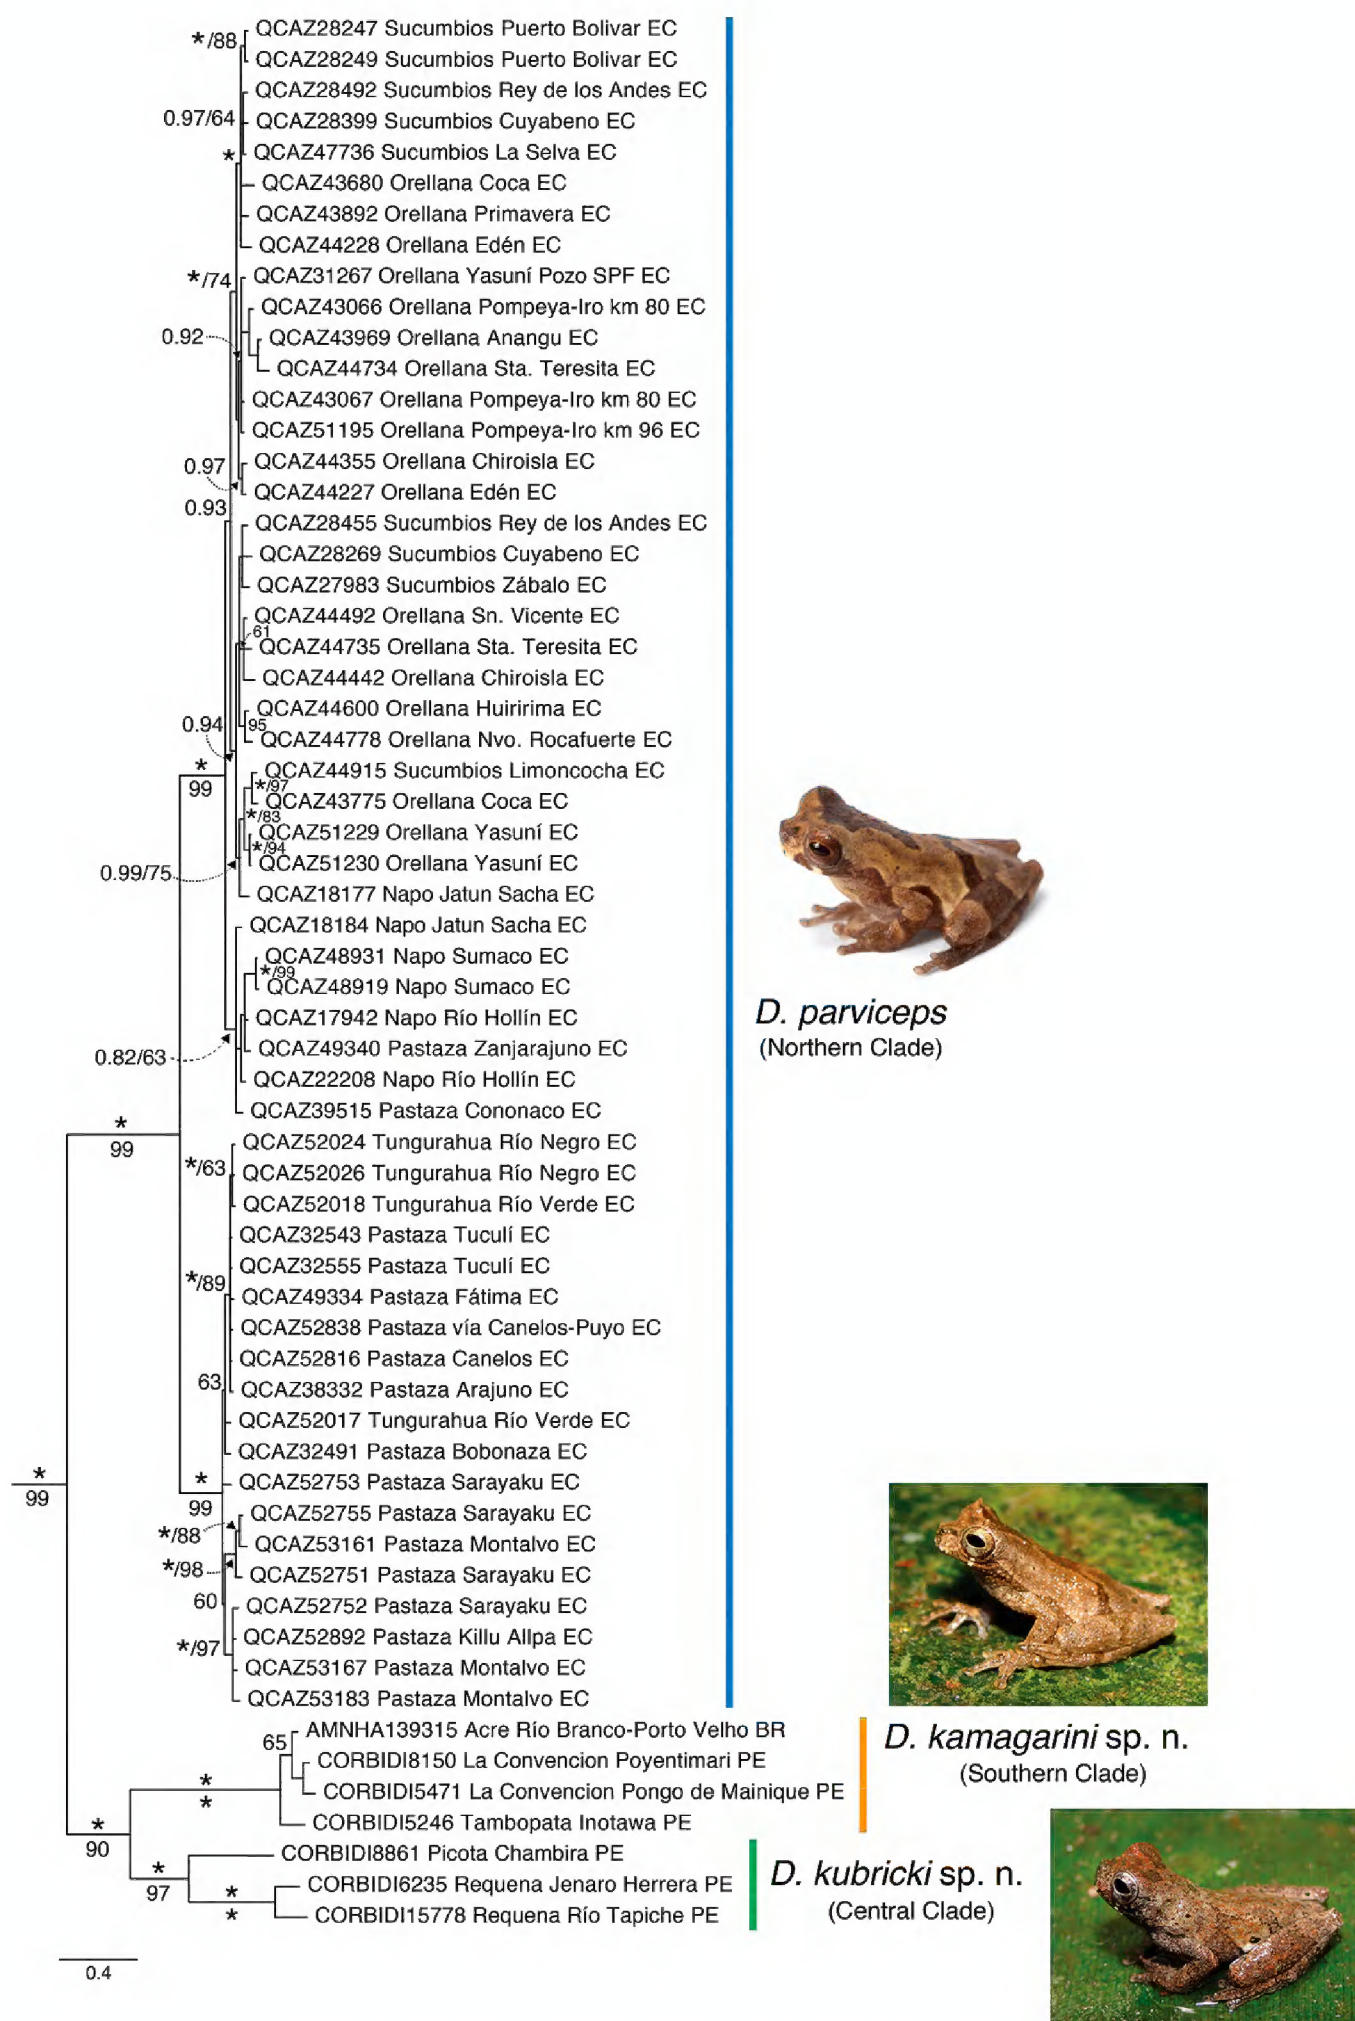 QCAZ28247 Sucumbios Puerto Bolivar EC
*/88
QCAZ28249 Sucumbios Puerto Bolivar EC
QCAZ28492 Sucumbios Rey de los Andes EC
0.97/64
QCAZ28399 Sucumbios Cuyabeno EC
*
QCAZ47736 Sucumbios La Selva EC
QCAZ43680 Orellana Coca EC
QCAZ43892 Orellana Primavera EC
QCAZ44228 Orellana Edén EC
*/74
QCAZ31267 Orellana Yasuní Pozo SPF EC
QCAZ43066 Orellana Pompeya-Iro km 80 EC
0.92
QCAZ43969 Orellana Anangu EC
QCAZ44734 Orellana Sta. Teresita EC
QCAZ43067 Orellana Pompeya-Iro km 80 EC
QCAZ51195 Orellana Pompeya-Iro km 96 EC
0.97
QCAZ44355 Orellana Chiroisla EC
QCAZ44227 Orellana Edén EC
0.93
QCAZ28455 Sucumbios Rey de los Andes EC
QCAZ28269 Sucumbios Cuyabeno EC
QCAZ27983 Sucumbios Zábalo EC
QCAZ44492 Orellana Sn. Vicente EC
61
QCAZ44735 Orellana Sta. Teresita EC
QCAZ44442 Orellana Chiroisla EC
QCAZ44600 Orellana Huiririma EC
0.94
95
QCAZ44778 Orellana Nvo. Rocafuerte EC
*
99
QCAZ44915 Sucumbios Limoncocha EC
*/97
QCAZ43775 Orellana Coca EC
*/83
QCAZ51229 Orellana Yasuní EC
*/94
QCAZ51230 Orellana Yasuní EC
0.99/75
QCAZ18177 Napo Jatun Sacha EC
QCAZ18184 Napo Jatun Sacha EC
QCAZ48931 Napo Sumaco EC
*/99
QCAZ48919 Napo Sumaco EC
QCAZ17942 Napo Río Hollín EC
D. parviceps
(Northern Clade)
0.82/63
QCAZ49340 Pastaza Zanjarajuno EC
QCAZ22208 Napo Río Hollín EC
QCAZ39515 Pastaza Cononaco EC
*
99
QCAZ52024 Tungurahua Río Negro EC
*/63
QCAZ52026 Tungurahua Río Negro EC
QCAZ52018 Tungurahua Río Verde EC
QCAZ32543 Pastaza Tuculí EC
QCAZ32555 Pastaza Tuculí EC
*/89
QCAZ49334 Pastaza Fátima EC
QCAZ52838 Pastaza vía Canelos-Puyo EC
QCAZ52816 Pastaza Canelos EC
63
QCAZ38332 Pastaza Arajuno EC
QCAZ52017 Tungurahua Río Verde EC
QCAZ32491 Pastaza Bobonaza EC
*
99
*
99
QCAZ52753 Pastaza Sarayaku EC
QCAZ52755 Pastaza Sarayaku EC
*/88
QCAZ53161 Pastaza Montalvo EC
*/98
QCAZ52751 Pastaza Sarayaku EC
60
QCAZ52752 Pastaza Sarayaku EC
QCAZ52892 Pastaza Killu Allpa EC
*/97
QCAZ53167 Pastaza Montalvo EC
QCAZ53183 Pastaza Montalvo EC
AMNHA139315 Acre Río Branco-Porto Velho BR
65
D. kamagarini sp. n.
(Southern Clade)
CORBIDI8150 La Convencion Poyentimari PE
*
*
CORBIDI5471 La Convencion Pongo de Mainique PE
CORBIDI5246 Tambopata Inotawa PE
*
90
CORBIDI8861 Picota Chambira PE
*
97
D. kubricki sp. n.
(Central Clade)
CORBIDI6235 Requena Jenaro Herrera PE
*
*
CORBIDI15778 Requena Río Tapiche PE
0.4